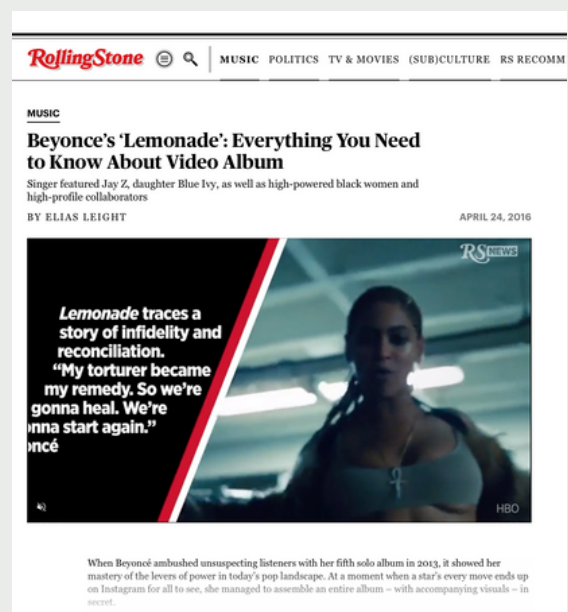 RollingStone
MUSIC POLITICS TV & MOVIES (SUB)CULTURE RS RECOMM
MUSIC
Beyonce's ‘Lemonade’: Everything You Need
to Know About Video Album
Singer featured Jay Z, daughter Blue Ivy, as well as high-powered black women and
high-profile collaborators
BY ELIAS LEIGHT
APRIL 24, 2016
RS NEWS
Lemonade traces a
story of infidelity and
reconciliation.
“My torturer became
my remedy. So we're
gonna heal. We're
onna start again.”
oncé
HBO
When Beyoncé ambushed unsuspecting listeners with her fifth solo album in 2013, it showed her
mastery of the levers of power in today's pop landscape. At a moment when a star's every move ends up
on Instagram for all to see, she managed to assemble an entire album – with accompanying visuals – in
secret.